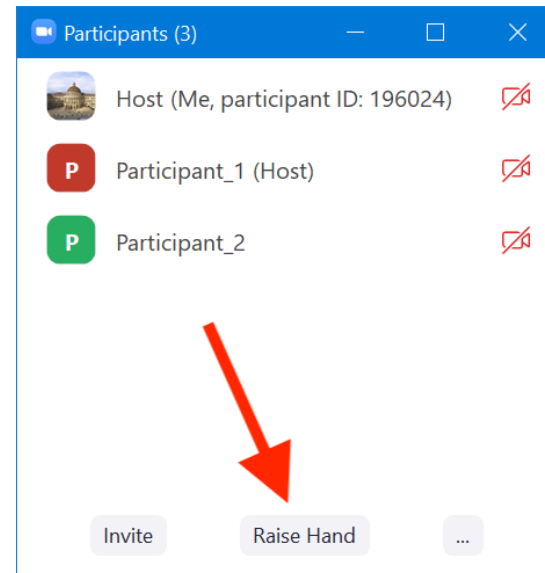 Participants (3)
Host (Me, participant ID: 196024)
P Participant_1 (Host)
P Participant_2
Invite Raise Hand ...